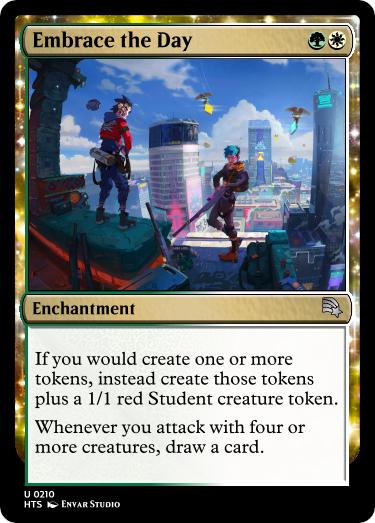 Embrace the Day
Enchantment
If you would create one or more
tokens, instead create those tokens
plus a 1/1 red Student creature token.
Whenever you attack with four or
more creatures, draw a card.
U 0210
HTS ENVAR STUDIO